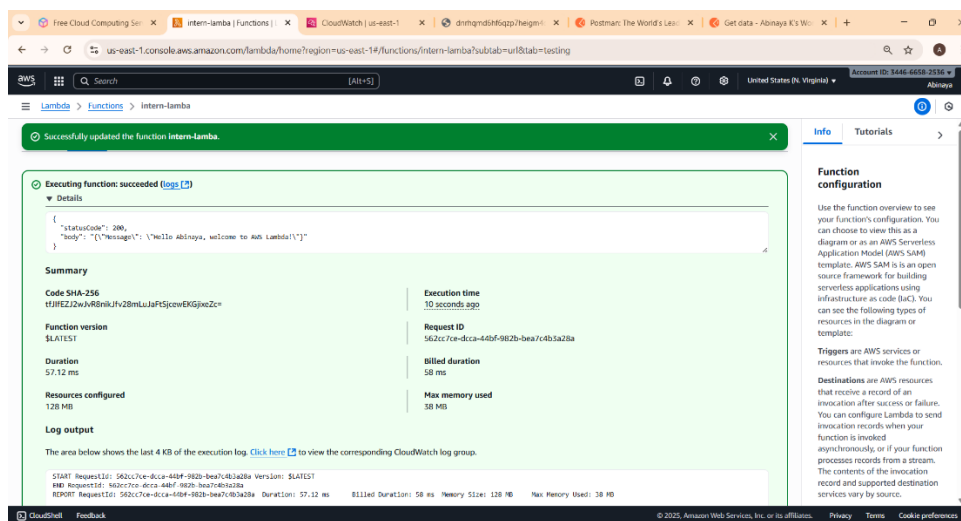 Free Cloud Computing Ser
intern-lamba | Functions |
CloudWatch | us-east-1
Postman: The World's Lead
Get data - Abinaya K's Wo
us-east-1.console.aws.amazon.com/lambda/home?region=us-east-1#/functions/intern-lamba?subtab=url&tab=testing
aws
Search
[Alt+S]
United States (N. Virginia)
Account ID: 3446-6658-2536
Abinaya
Lambda > Functions > intern-lamba
Successfully updated the function intern-lamba.
Executing function: succeeded (logs)
Details
{
"statusCode": 200,
"body": "{\"Message\": \"Hello Abinaya, welcome to AWS Lambda!\"}"
}
Summary
Code SHA-256
Execution time
10 seconds ago
Function version
$LATEST
Request ID
562cc7ce-dcca-44bf-982b-bea7c4b3a28a
Duration
57.12 ms
Billed duration
58 ms
Resources configured
128 MB
Max memory used
38 MB
Log output
The area below shows the last 4 KB of the execution log. Click here to view the corresponding CloudWatch log group.
START RequestId: 562cc7ce-dcca-44bf-982b-bea7c4b3a28a Version: $LATEST
END RequestId: 562cc7ce-dcca-44bf-982b-bea7c4b3a28a
REPORT RequestId: 562cc7ce-dcca-44bf-982b-bea7c4b3a28a Duration: 57.12 ms Billed Duration: 58 ms Memory Size: 128 MB Max Memory Used: 38 MB
Info
Tutorials
Function
configuration
Use the function overview to see
your function's configuration. You
can choose to view this as a
diagram or as an AWS Serverless
Application Model (AWS SAM)
template. AWS SAM is is an open
source framework for building
serverless applications using
infrastructure as code (IaC). You
can see the following types of
resources in the diagram or
template:
Triggers are AWS services or
resources that invoke the function.
Destinations are AWS resources
that receive a record of an
invocation after success or failure.
You can configure Lambda to send
invocation records when your
function is invoked
asynchronously, or if your function
processes records from a stream.
The contents of the invocation
record and supported destination
services vary by source.
CloudShell
Feedback
© 2025, Amazon Web Services, Inc. or its affiliates.
Privacy
Terms
Cookie preferences